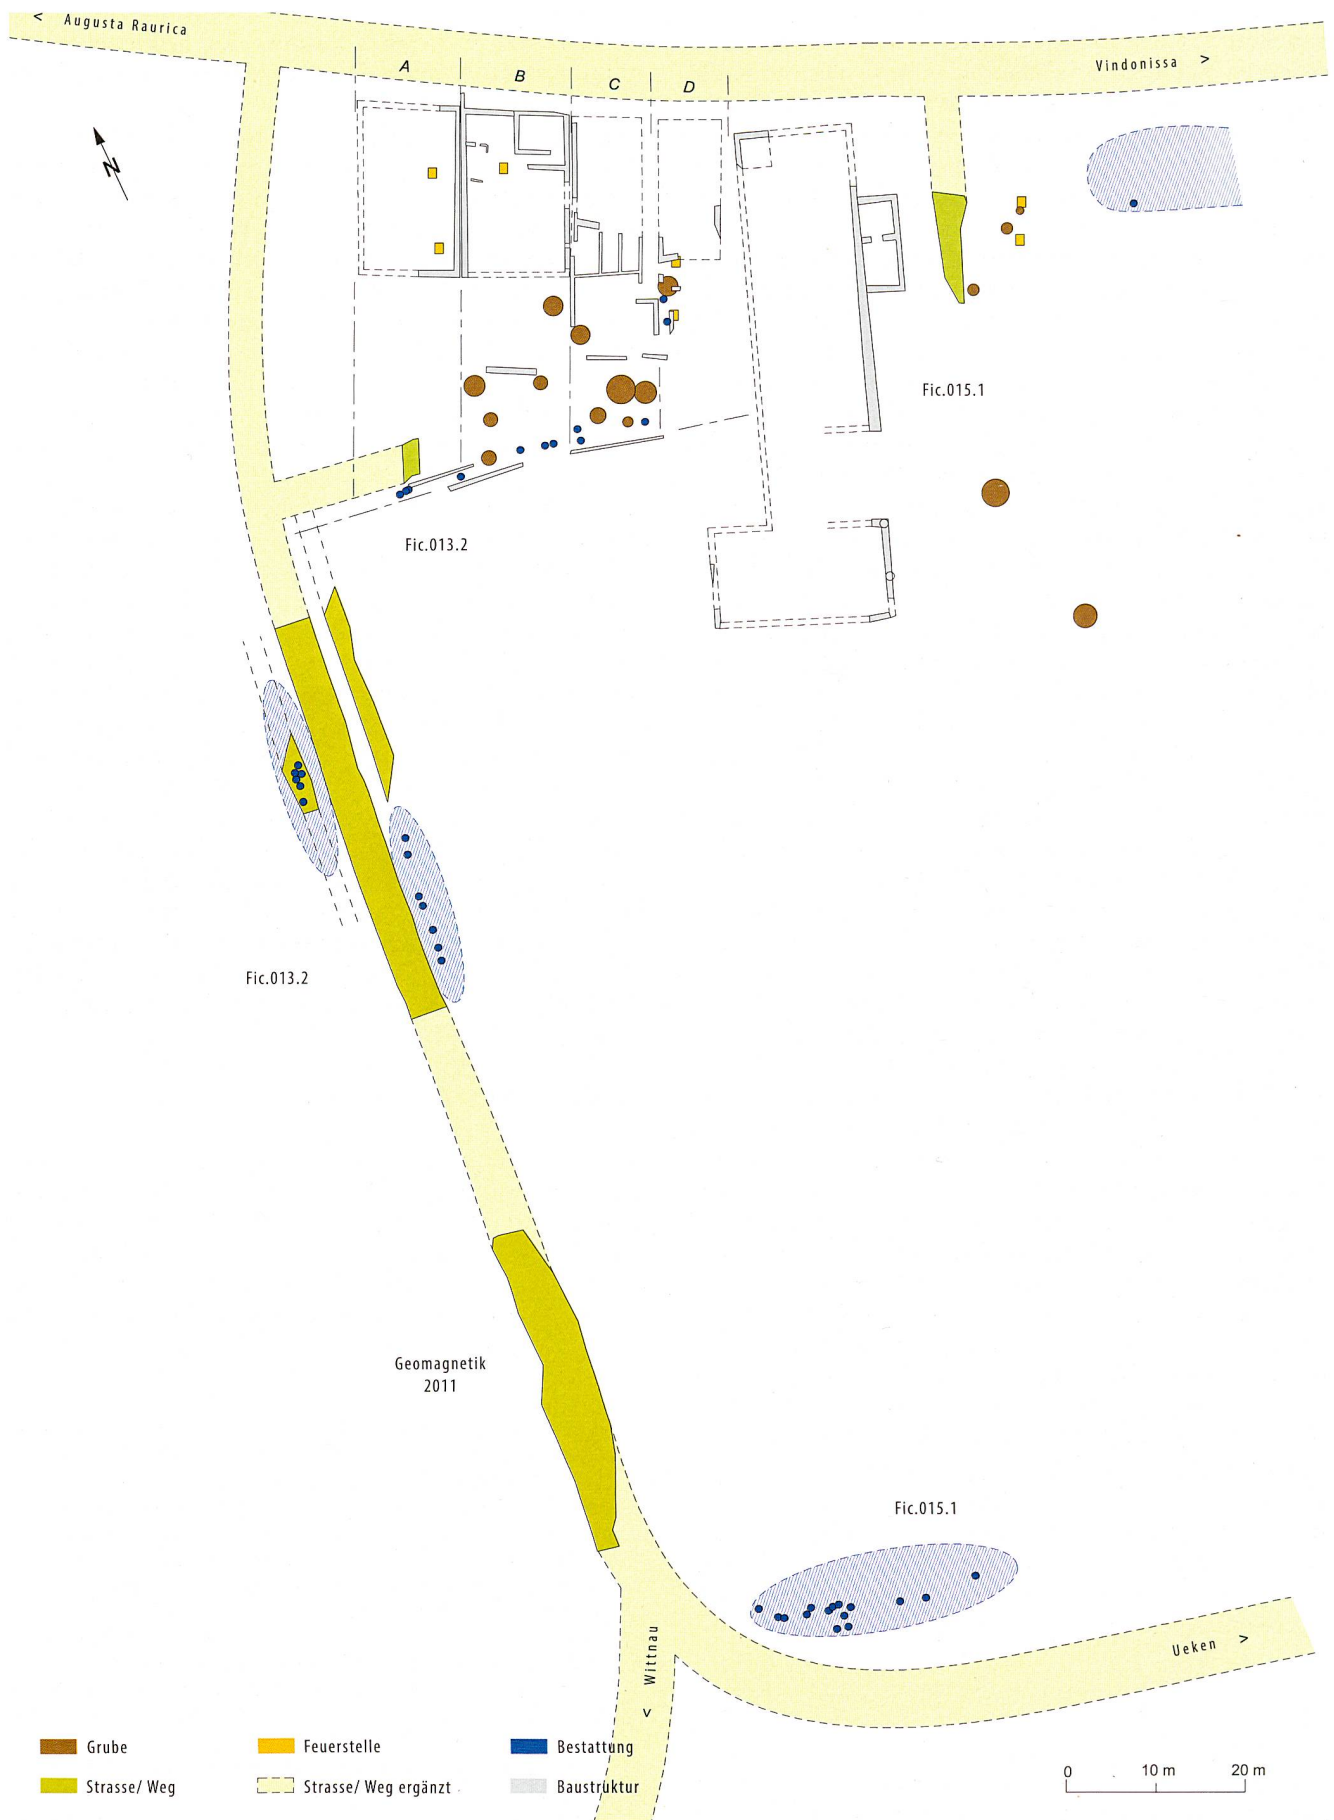 < Augusta Raurica
Vindonissa >
A
B
C
D
N
Fic.015.1
Fic.013.2
Fic.013.2
Geomagnetik
2011
Fic.015.1
Ueken >
< Wittnau
Grube
Feuerstelle
Bestattung
Strasse/ Weg
Strasse/ Weg ergänzt
Baustruktur
0 10 m 20 m